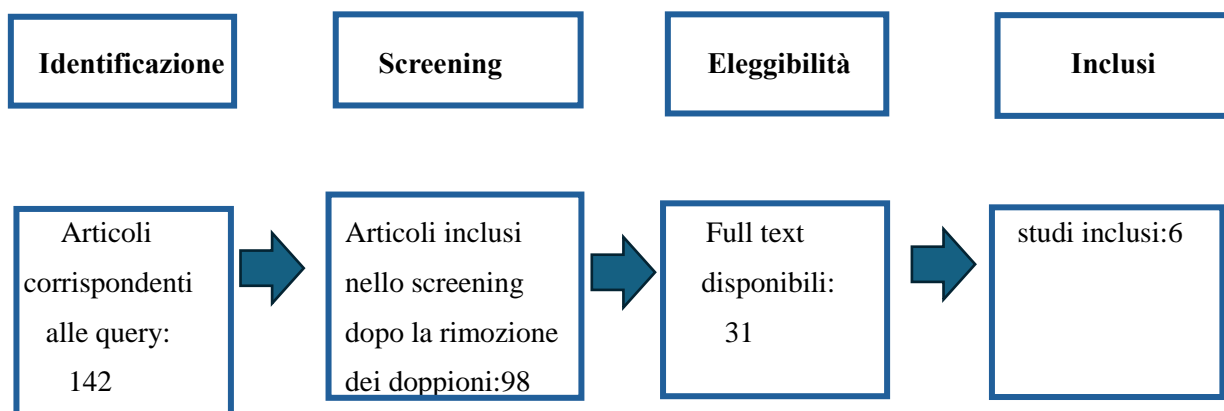 Identificazione
Screening
Eleggibilità
Inclusi
Articoli
corrispondenti
alle query:
142
Articoli inclusi
nello screening
dopo la rimozione
dei doppioni:98
Full text
disponibili:
31
studi inclusi:6